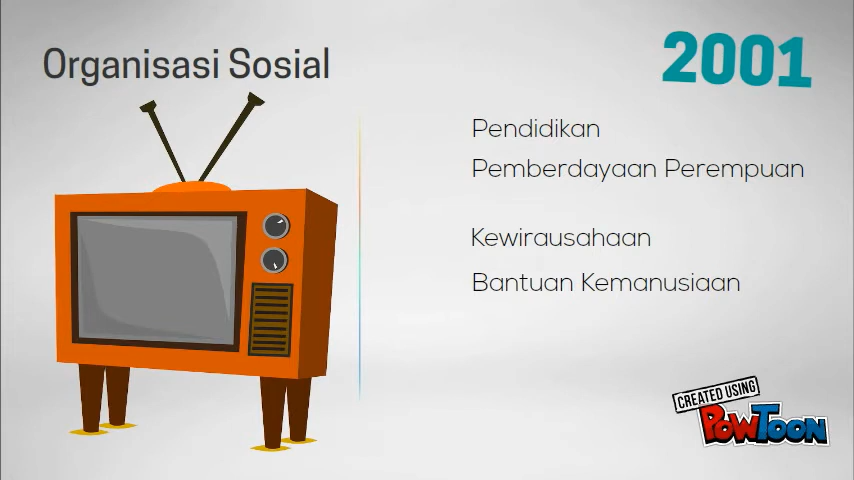 Organisasi Sosial
2001
Pendidikan
Pemberdayaan Perempuan
Kewirausahaan
Bantuan Kemanusiaan
CREATED USING
POWTOON